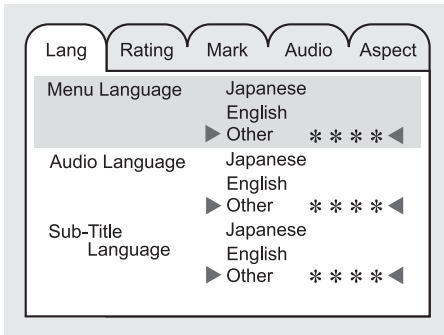 Lang Rating Mark Audio Aspect
Menu Language Japanese
English
▶ Other ＊＊＊＊◀
Audio Language Japanese
English
▶ Other ＊＊＊＊◀
Sub-Title Japanese
Language English
▶ Other ＊＊＊＊◀